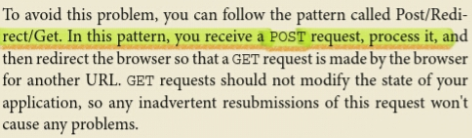 To avoid this problem, you can follow the pattern called Post/Redi-
rect/Get. In this pattern, you receive a POST request, process it, and
then redirect the browser so that a GET request is made by the browser
for another URL. GET requests should not modify the state of your
application, so any inadvertent resubmissions of this request won't
cause any problems.